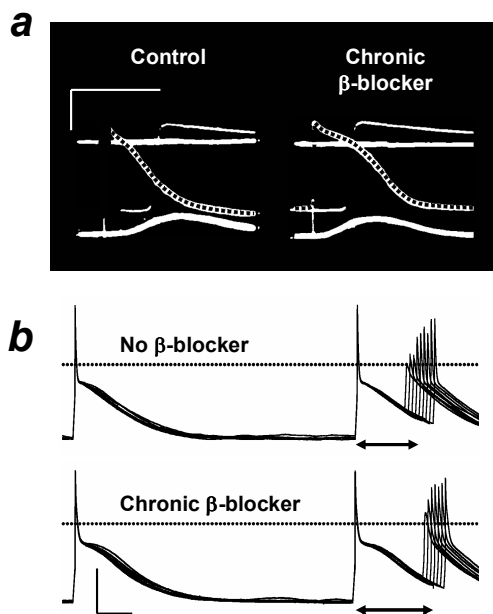 a
Control
Chronic
β-blocker
b
No β-blocker
Chronic β-blocker